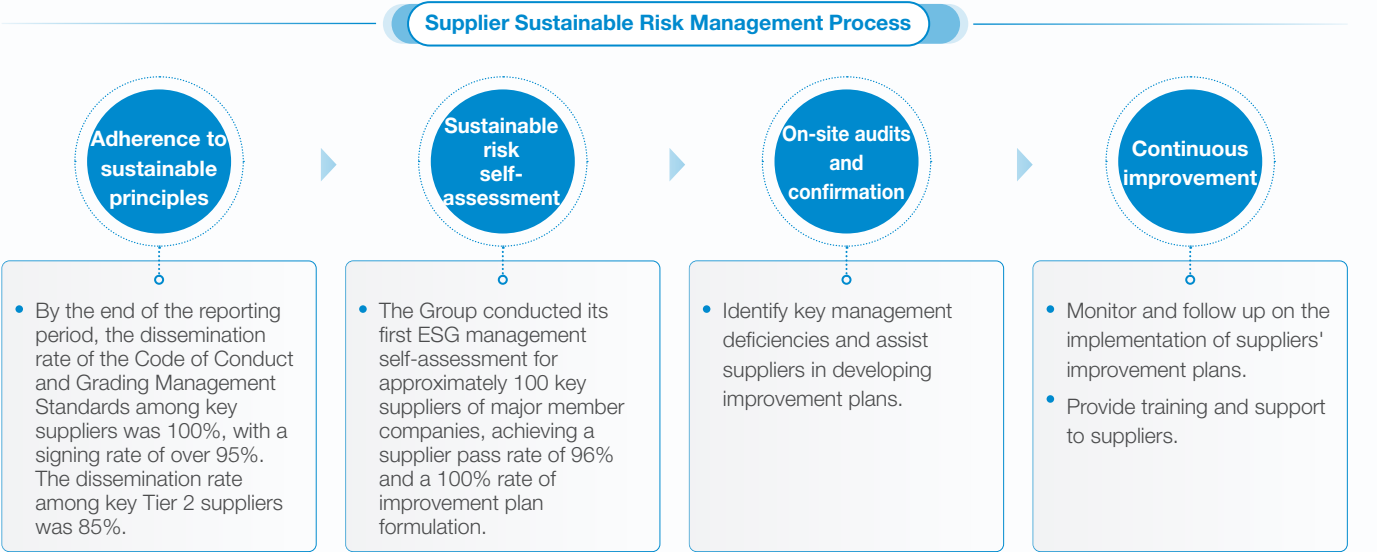 Supplier Sustainable Risk Management Process
Adherence to
sustainable
principles
Sustainable
risk
self-
assessment
On-site audits
and
confirmation
Continuous
improvement
• By the end of the reporting
period, the dissemination
rate of the Code of Conduct
and Grading Management
Standards among key
suppliers was 100%, with a
signing rate of over 95%.
The dissemination rate
among key Tier 2 suppliers
was 85%.
• The Group conducted its
first ESG management
self-assessment for
approximately 100 key
suppliers of major member
companies, achieving a
supplier pass rate of 96%
and a 100% rate of
improvement plan
formulation.
• Identify key management
deficiencies and assist
suppliers in developing
improvement plans.
• Monitor and follow up on the
implementation of suppliers'
improvement plans.
• Provide training and support
to suppliers.